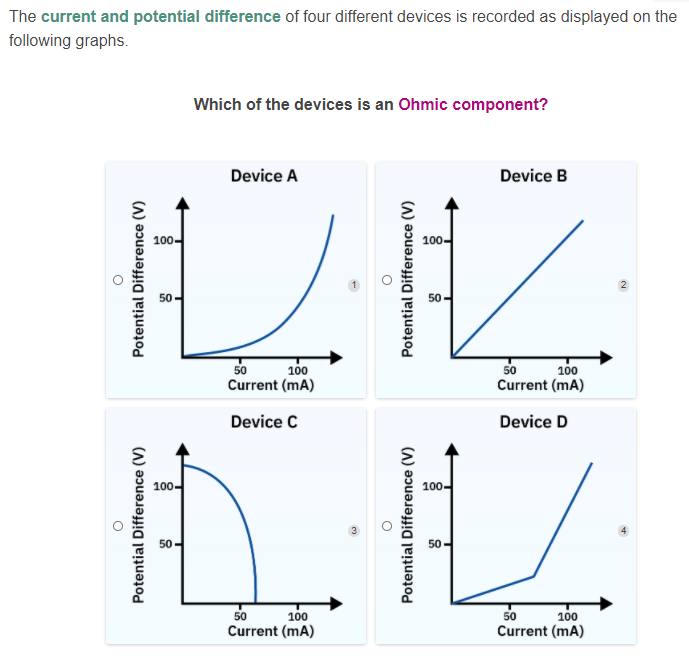 The current and potential difference of four different devices is recorded as displayed on the
following graphs.
Which of the devices is an Ohmic component?
Device A
Potential Difference (V)
100
50
50
100
Current (mA)
1
Device B
Potential Difference (V)
100
50
50
100
Current (mA)
2
Device C
Potential Difference (V)
100
50
50
100
Current (mA)
3
Device D
Potential Difference (V)
100
50
50
100
Current (mA)
4